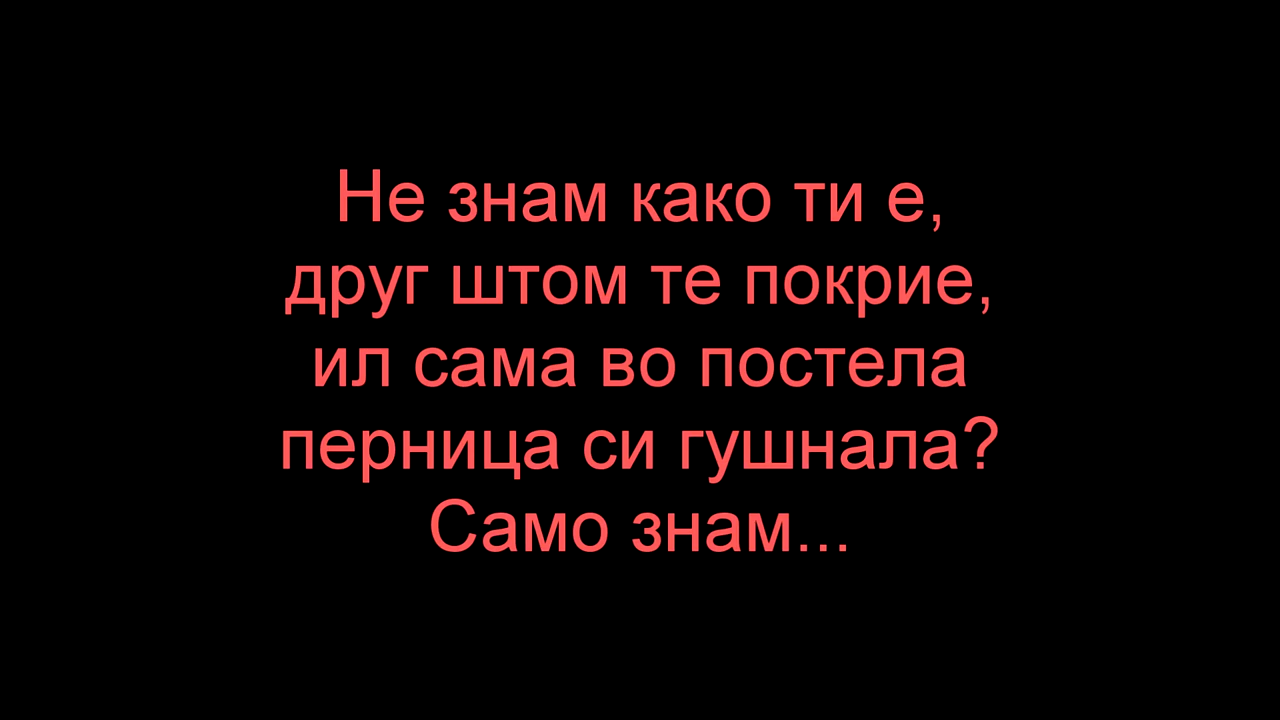 Не знам како ти е,
друг штом те покрие,
ил сама во постела
перница си гушнала?
Само знам...